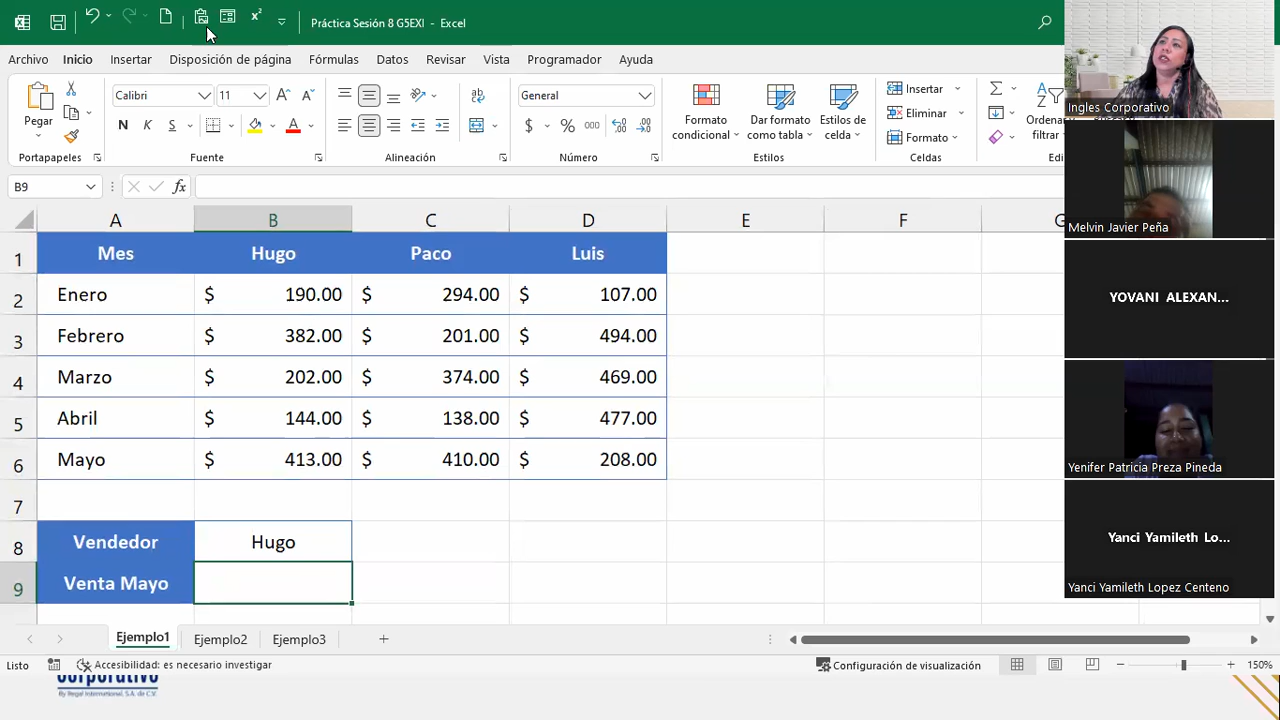 Práctica Sesión 8 G5EXI - Excel
Archivo Inicio Insertar Disposición de página Fórmulas Ayuda
Pegar
Calibri 11
N K S A
Insertar
Eliminar
Formato
Formato condicional
Dar formato como tabla
Estilos de celda
Portapapeles Fuente Alineación Número Estilos Celdas
B9 fx
A B C D E F
1 Mes Hugo Paco Luis
2 Enero $ 190.00 $ 294.00 $ 107.00
3 Febrero $ 382.00 $ 201.00 $ 494.00
4 Marzo $ 202.00 $ 374.00 $ 469.00
5 Abril $ 144.00 $ 138.00 $ 477.00
6 Mayo $ 413.00 $ 410.00 $ 208.00
7
8 Vendedor Hugo
9 Venta Mayo
Ejemplo1 Ejemplo2 Ejemplo3
Listo Accesibilidad: es necesario investigar Configuración de visualización 150%
By Regal International, S.A. de C.V.
Ingles Corporativo
Melvin Javier Peña
YOVANI ALEXAN...
Yenifer Patricia Preza Pineda
Yanci Yamileth Lo...
Yanci Yamileth Lopez Centeno